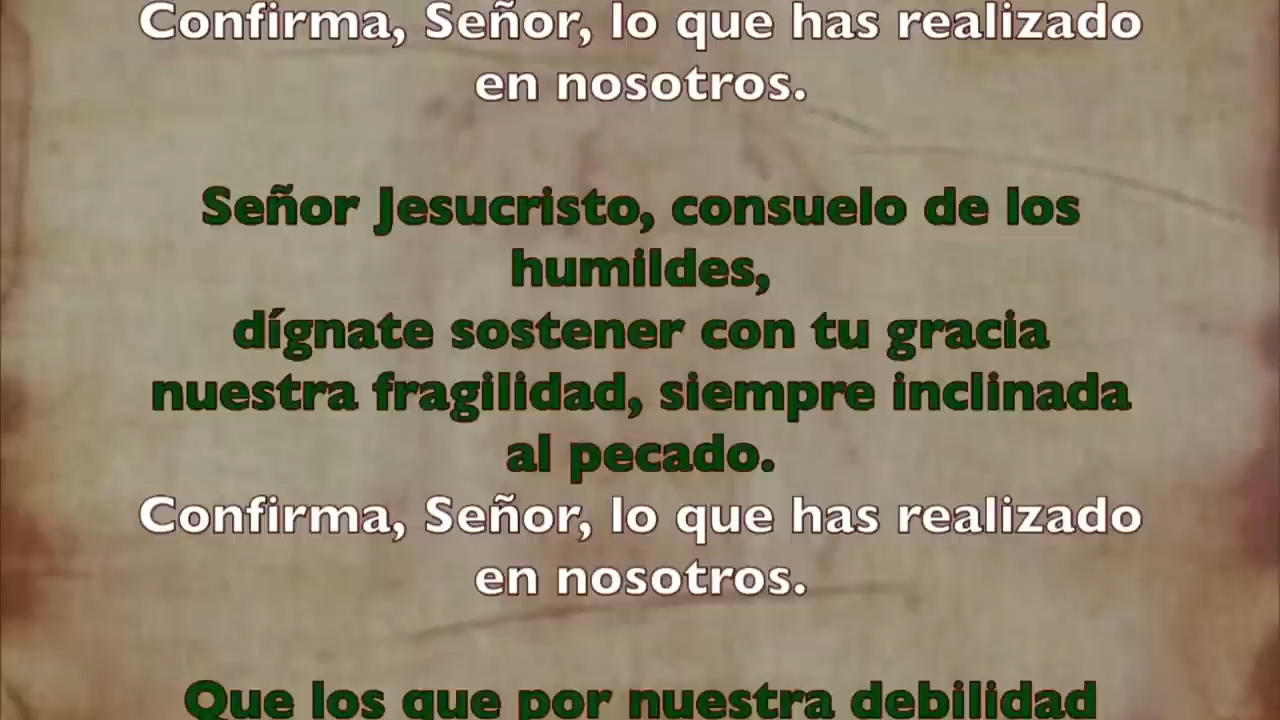 Confirma, Señor, lo que has realizado
en nosotros.
Señor Jesucristo, consuelo de los
humildes,
dígnate sostener con tu gracia
nuestra fragilidad, siempre inclinada
al pecado.
Confirma, Señor, lo que has realizado
en nosotros.
Que los que por nuestra debilidad